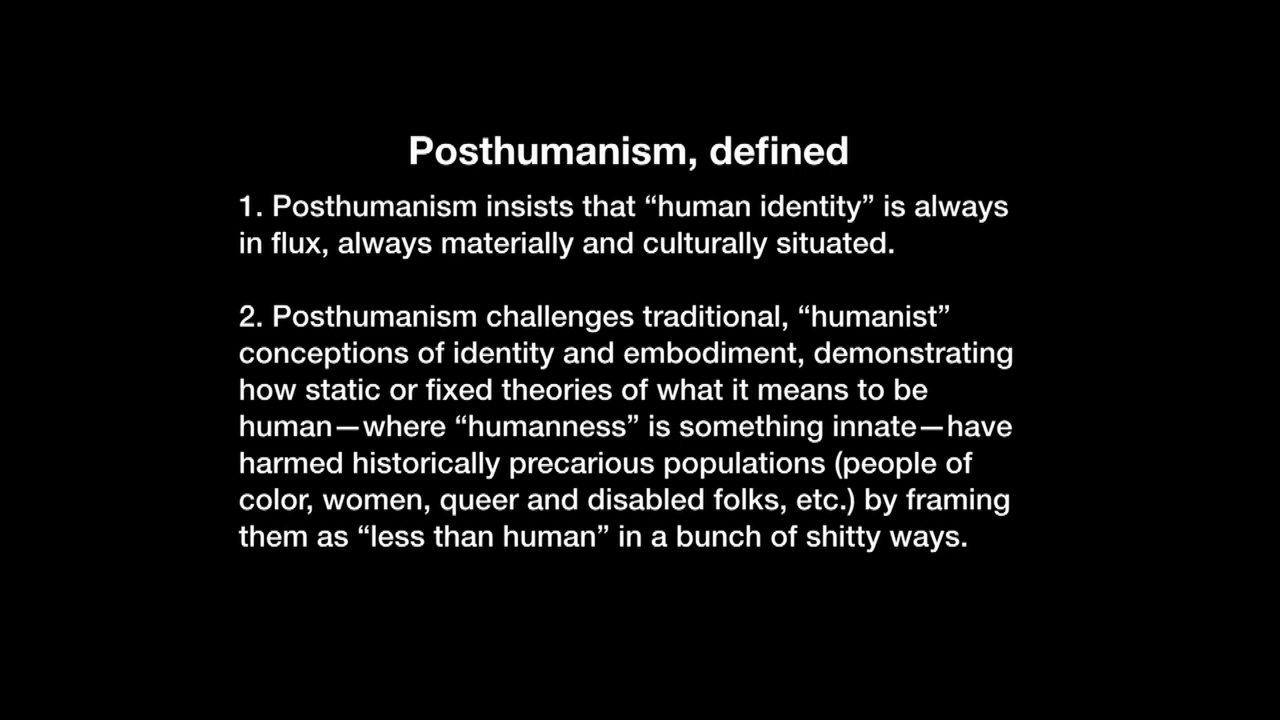 Posthumanism, defined
1. Posthumanism insists that “human identity” is always
in flux, always materially and culturally situated.
2. Posthumanism challenges traditional, “humanist”
conceptions of identity and embodiment, demonstrating
how static or fixed theories of what it means to be
human—where “humanness” is something innate—have
harmed historically precarious populations (people of
color, women, queer and disabled folks, etc.) by framing
them as “less than human” in a bunch of shitty ways.